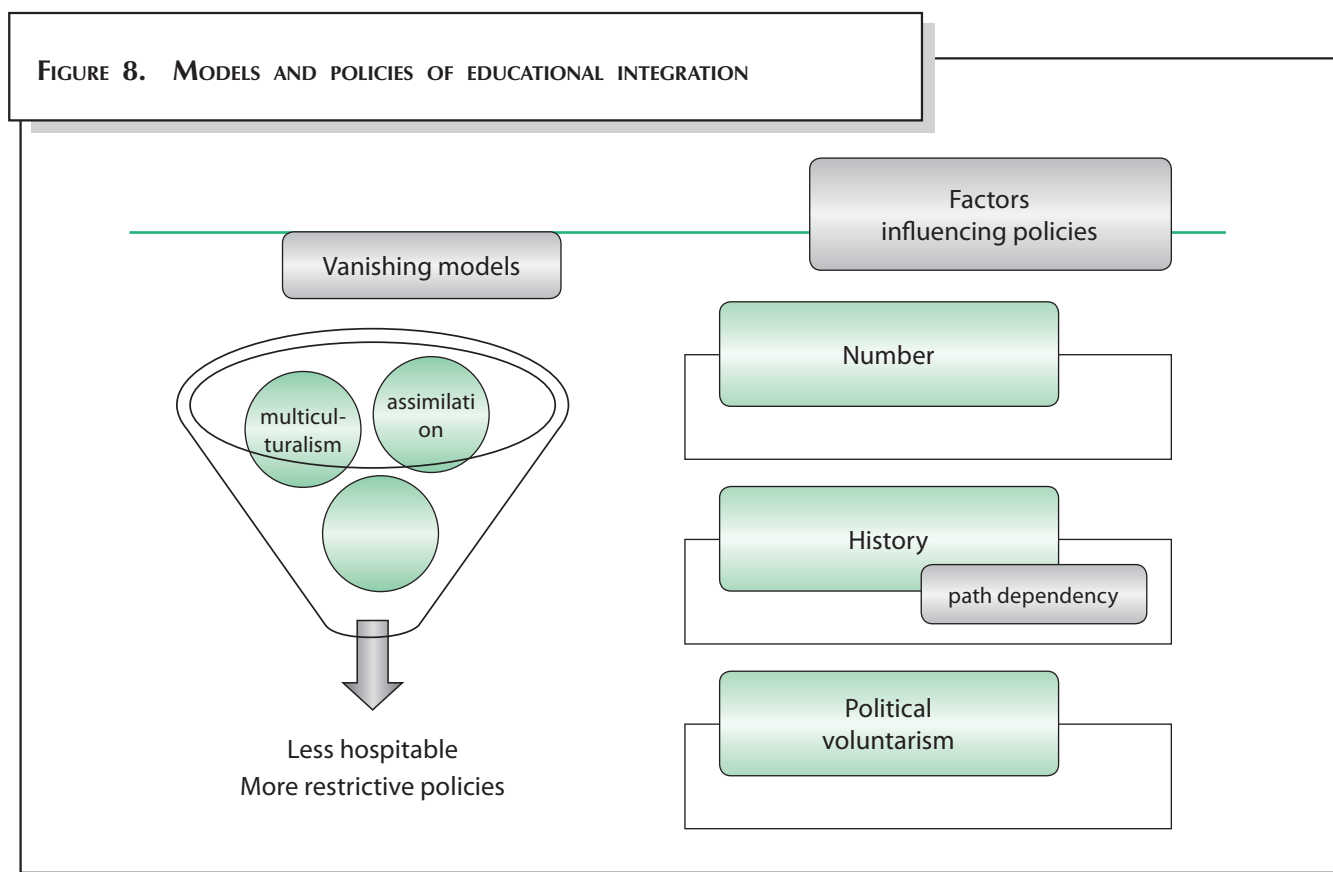 FIGURE 8. MODELS AND POLICIES OF EDUCATIONAL INTEGRATION
Vanishing models
multicul-
turalism
assimilati
on
Less hospitable
More restrictive policies
Factors
influencing policies
Number
History
path dependency
Political
voluntarism